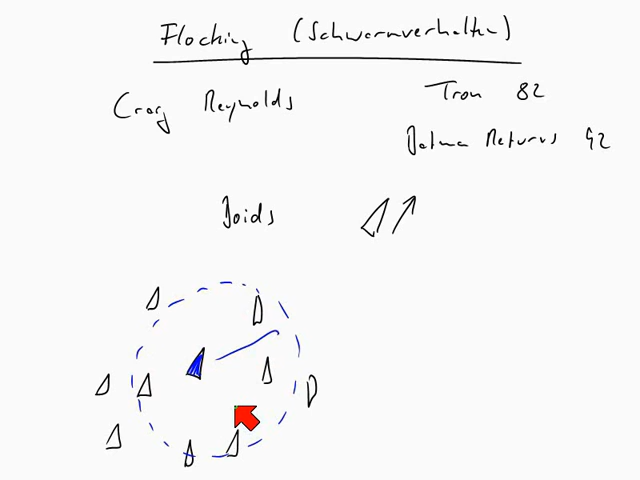 Flocking (Schwarmverhalten)
Craig Reynolds
Tron 82
Batman Returns 92
Boids